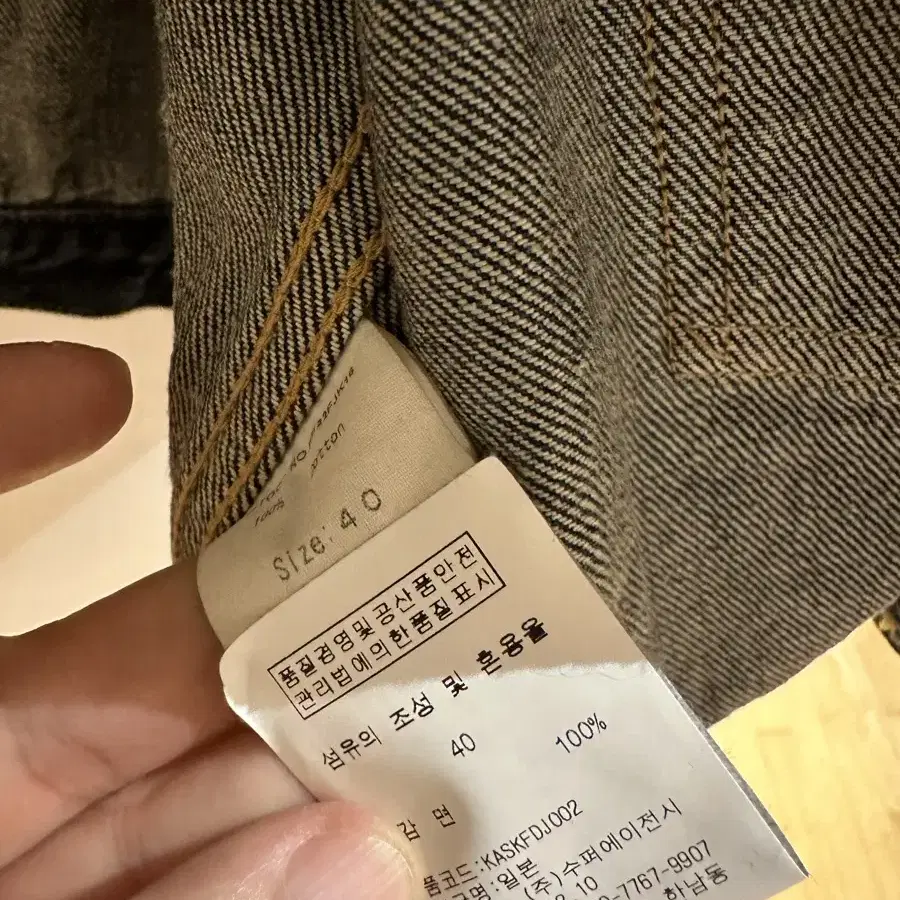 100%
Size: 40
품질경영및공산품안전
관리법에의한품질표시
섬유의 조성 및 혼용율
40 100%
감 면
품코드: KASKFDJ002
명: 일본
(주)수퍼에이전시
10
-7767-9907
하남동